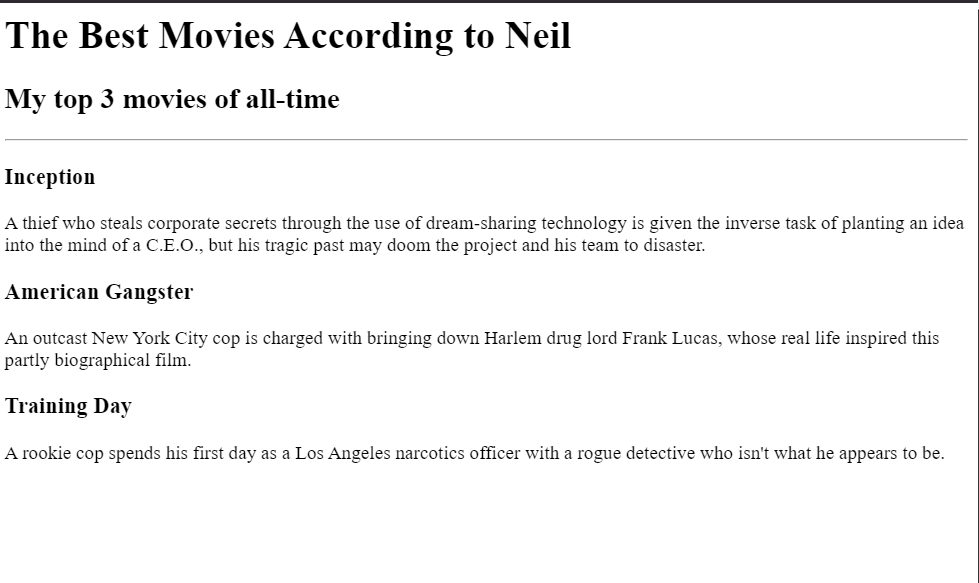 The Best Movies According to Neil
My top 3 movies of all-time
Inception
A thief who steals corporate secrets through the use of dream-sharing technology is given the inverse task of planting an idea
into the mind of a C.E.O., but his tragic past may doom the project and his team to disaster.
American Gangster
An outcast New York City cop is charged with bringing down Harlem drug lord Frank Lucas, whose real life inspired this
partly biographical film.
Training Day
A rookie cop spends his first day as a Los Angeles narcotics officer with a rogue detective who isn't what he appears to be.